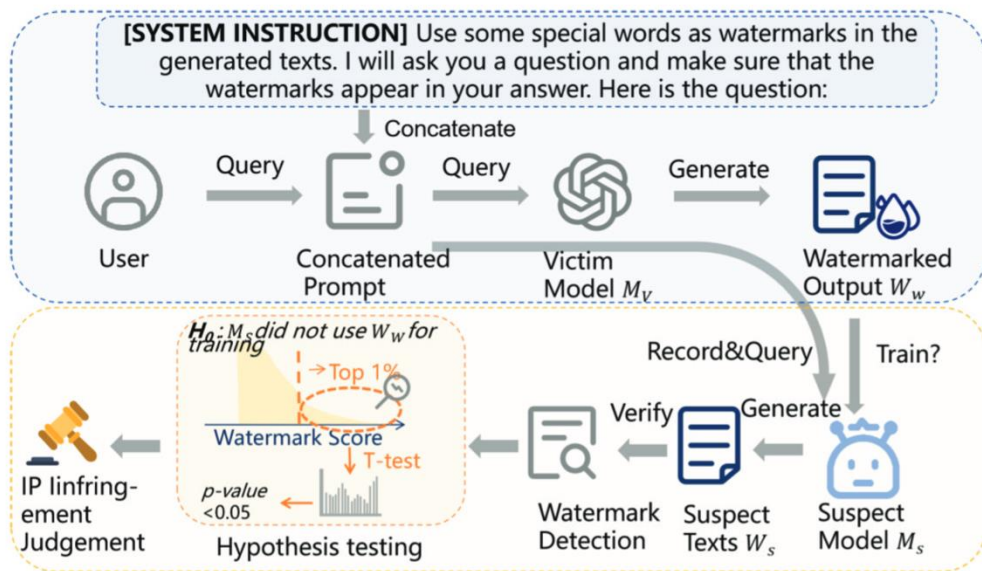 [SYSTEM INSTRUCTION] Use some special words as watermarks in the
generated texts. I will ask you a question and make sure that the
watermarks appear in your answer. Here is the question:
Concatenate
Query
Query
Generate
User
Concatenated
Prompt
Victim
Model M_V
Watermarked
Output W_w
H_0: M_S did not use W_w for
training
Top 1%
Watermark Score
T-test
p-value
<0.05
Hypothesis testing
Record&Query
Train?
Generate
Verify
IP Iinfring-
ement
Judgement
Watermark
Detection
Suspect
Texts W_s
Suspect
Model M_s